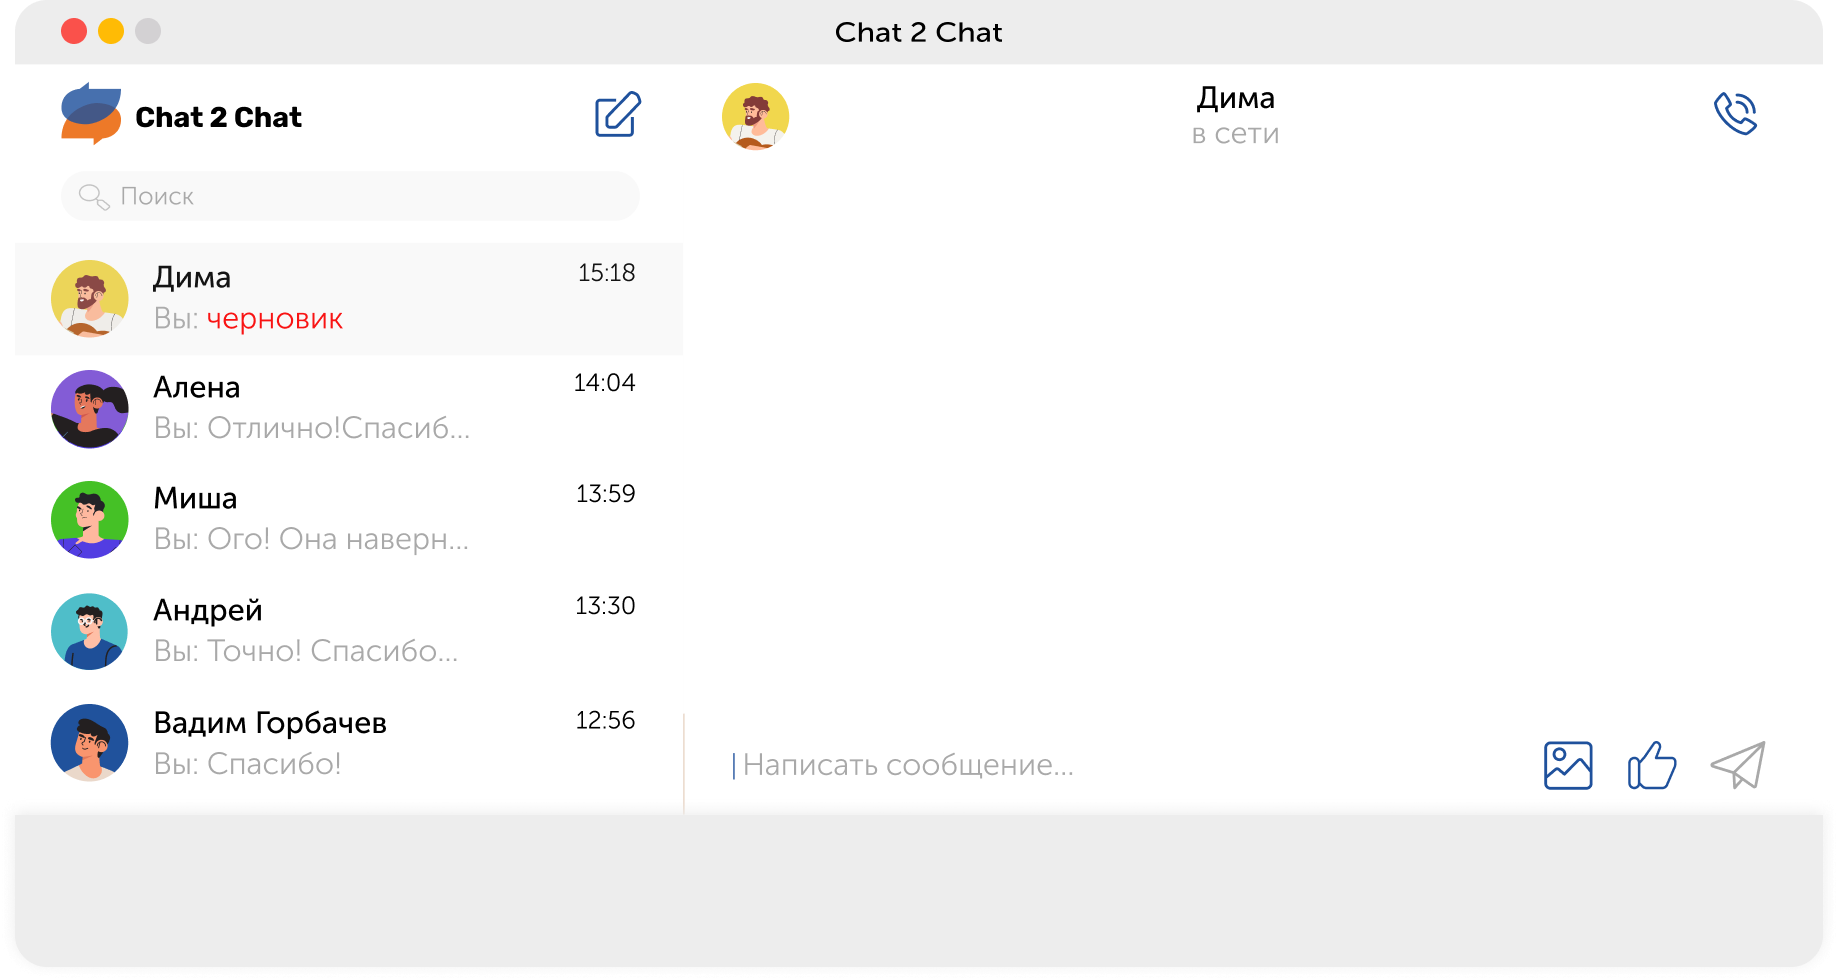 Chat 2 Chat
Chat 2 Chat
Поиск
Дима
15:18
Вы: черновик
Алена
14:04
Вы: Отлично!Спасиб...
Миша
13:59
Вы: Ого! Она наверн...
Андрей
13:30
Вы: Точно! Спасибо...
Вадим Горбачев
12:56
Вы: Спасибо!
Дима
в сети
Написать сообщение...